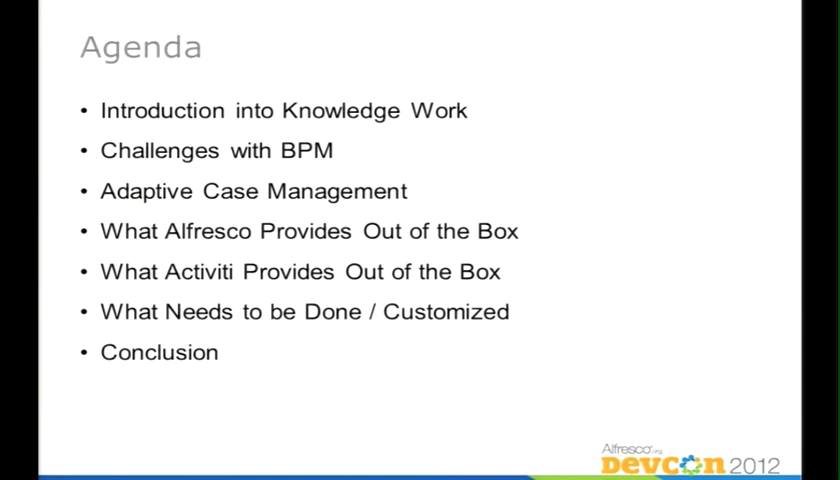 Agenda
• Introduction into Knowledge Work
• Challenges with BPM
• Adaptive Case Management
• What Alfresco Provides Out of the Box
• What Activiti Provides Out of the Box
• What Needs to be Done / Customized
• Conclusion
Alfresco.org
DEVCON 2012